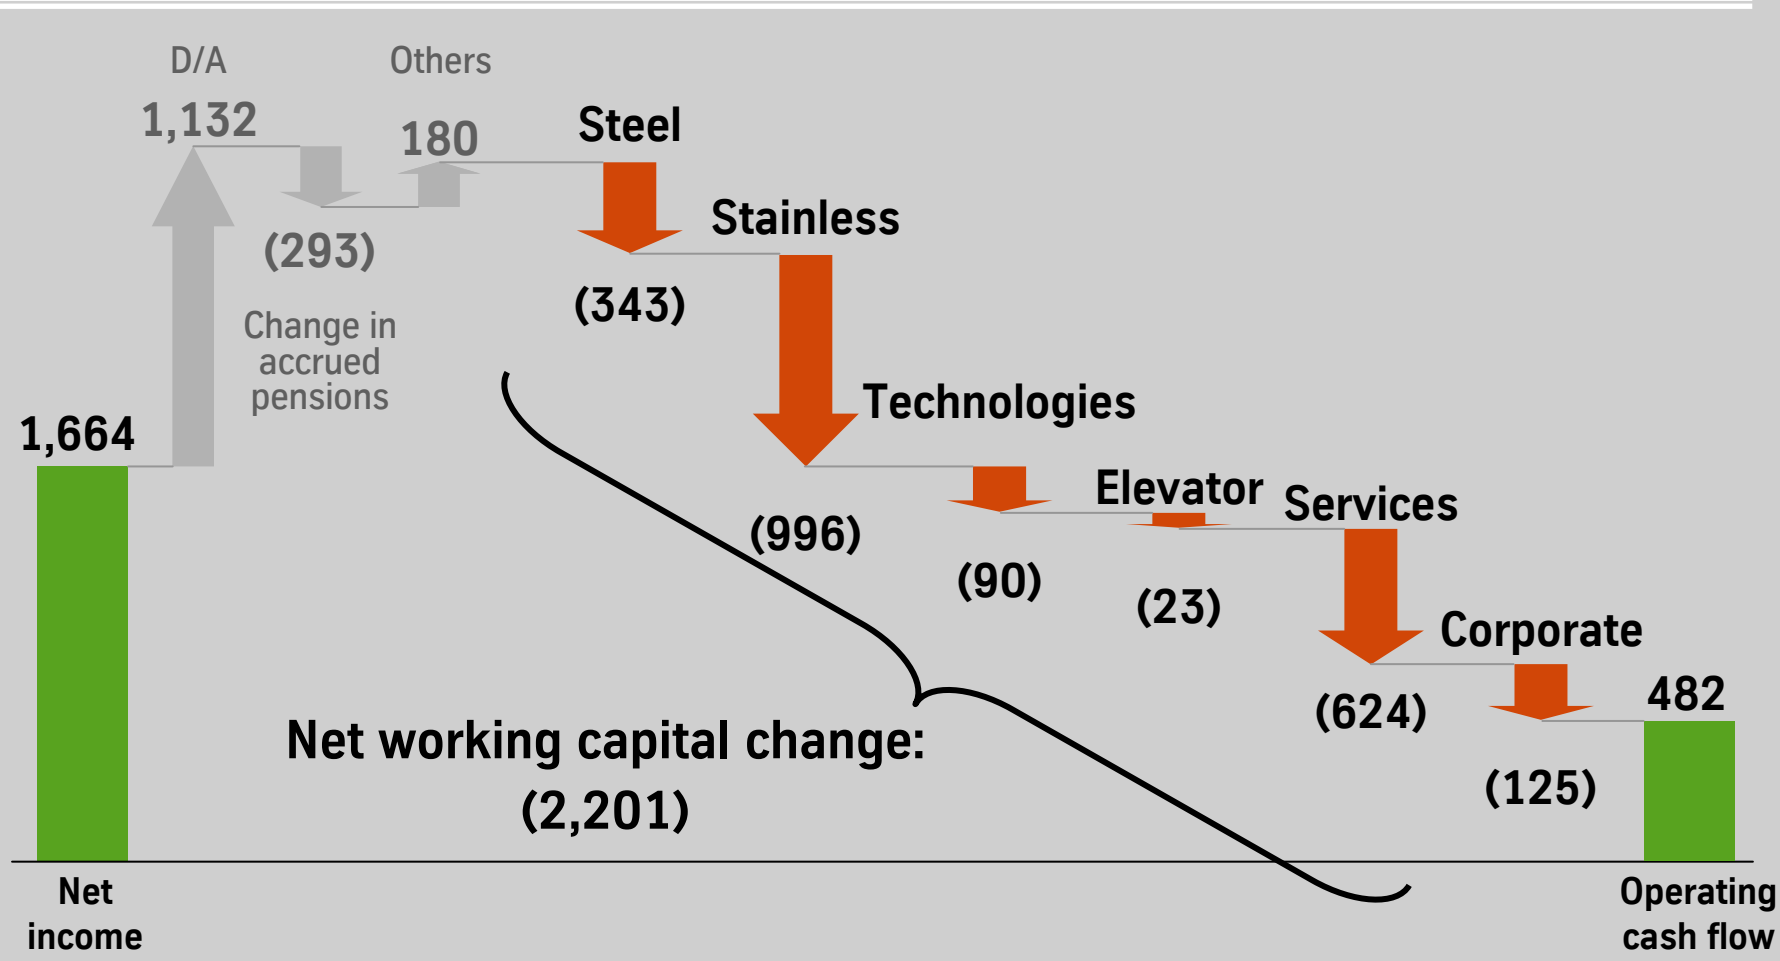 D/A
1,132
Others
180
Steel
(293)
Change in
accrued
pensions
(343)
Stainless
1,664
(996)
Technologies
(90)
Elevator
(23)
Services
(624)
Corporate
(125)
482
Net working capital change:
(2,201)
Net
income
Operating
cash flow